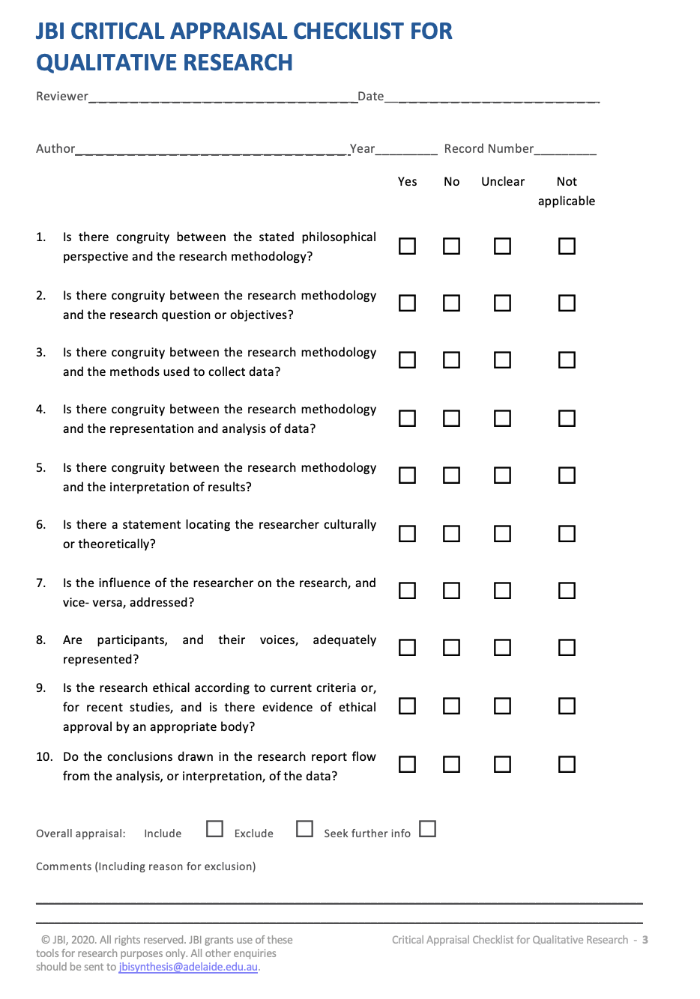 JBI CRITICAL APPRAISAL CHECKLIST FOR
QUALITATIVE RESEARCH
Reviewer______________________________Date______________________________
Author______________________________Year_________ Record Number_________
Yes No Unclear Not
applicable
1. Is there congruity between the stated philosophical
perspective and the research methodology?
2. Is there congruity between the research methodology
and the research question or objectives?
3. Is there congruity between the research methodology
and the methods used to collect data?
4. Is there congruity between the research methodology
and the representation and analysis of data?
5. Is there congruity between the research methodology
and the interpretation of results?
6. Is there a statement locating the researcher culturally
or theoretically?
7. Is the influence of the researcher on the research, and
vice- versa, addressed?
8. Are participants, and their voices, adequately
represented?
9. Is the research ethical according to current criteria or,
for recent studies, and is there evidence of ethical
approval by an appropriate body?
10. Do the conclusions drawn in the research report flow
from the analysis, or interpretation, of the data?
Overall appraisal: Include Exclude Seek further info
Comments (Including reason for exclusion)
© JBI, 2020. All rights reserved. JBI grants use of these
tools for research purposes only. All other enquiries
should be sent to jbisynthesis@adelaide.edu.au.
Critical Appraisal Checklist for Qualitative Research - 3